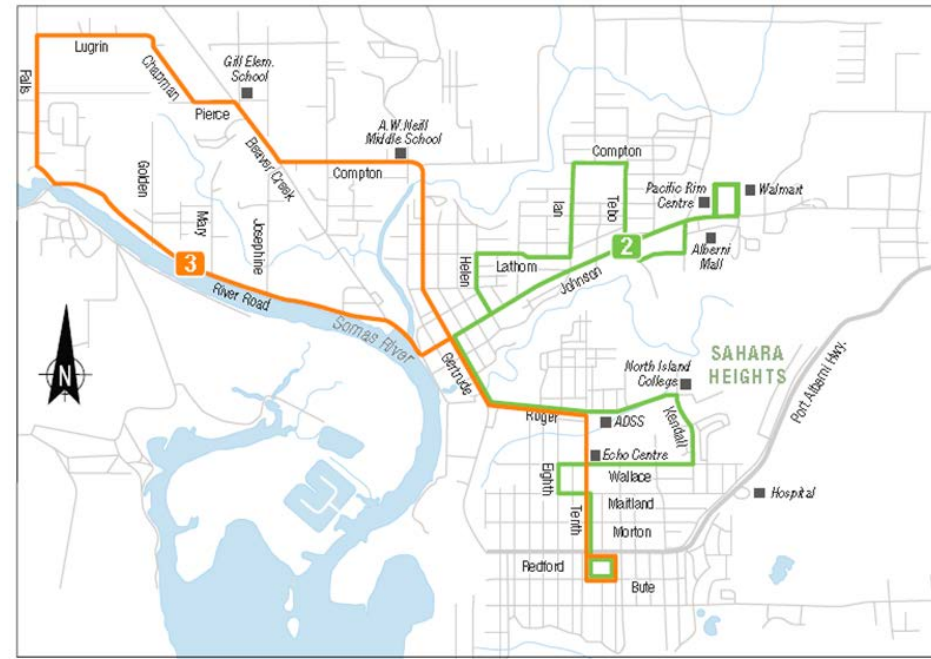 Lugrin
Falls
Chapman
Gill Elem.
School
Pierce
Beaver Creek
A.W. Neill
Middle School
Compton
Compton
Golden
Mary
Josephine
Ian
Tebo
Pacific Rim
Centre
Walmart
2
Alberni
Mall
Helen
Lathom
Johnson
3
River Road
Somas River
N
Gertrude
North Island
College
SAHARA
HEIGHTS
Port Alberni Hwy.
Roger
ADSS
Kendall
Echo Centre
Eighth
Wallace
Maitland
Hospital
Tenth
Morton
Redford
Bute